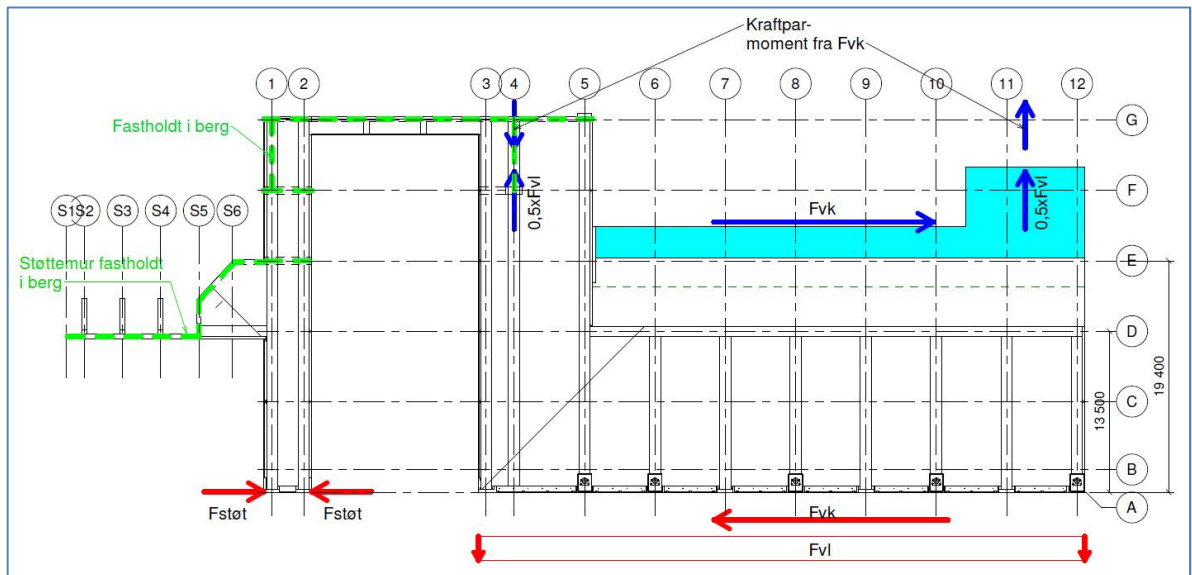 Kraftpar-
moment fra Fvk
1
2
3
4
5
6
7
8
9
10
11
12
G
Fastholdt i berg
F
0,5xFvl
0,5xFvl
S1
S2
S3
S4
S5
S6
Fvk
Støttemur fastholdt
i berg
E
D
19 400
13 500
C
B
A
Fstøt
Fstøt
Fvk
Fvl